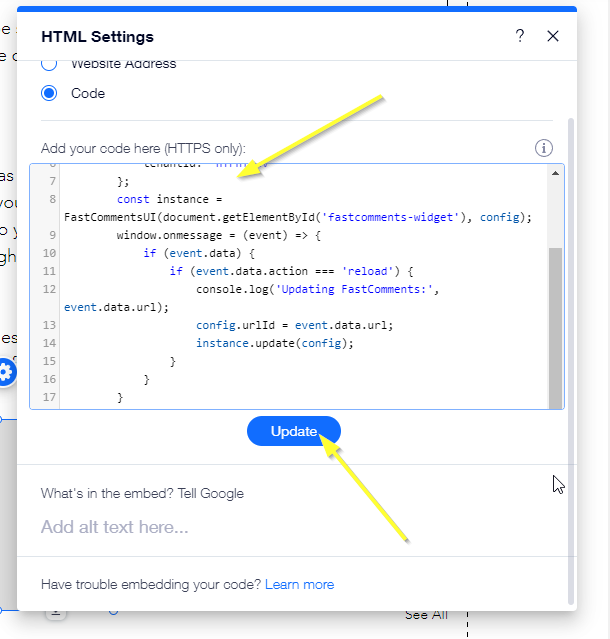 HTML Settings
?
Website Address
Code
Add your code here (HTTPS only):
7 };
8 const instance =
FastCommentsUI(document.getElementById('fastcomments-widget'), config);
9 window.onmessage = (event) => {
10 if (event.data) {
11 if (event.data.action === 'reload') {
12 console.log('Updating FastComments:',
event.data.url);
13 config.urlId = event.data.url;
14 instance.update(config);
15 }
16 }
17 }
Update
What's in the embed? Tell Google
Add alt text here...
Have trouble embedding your code? Learn more
See All